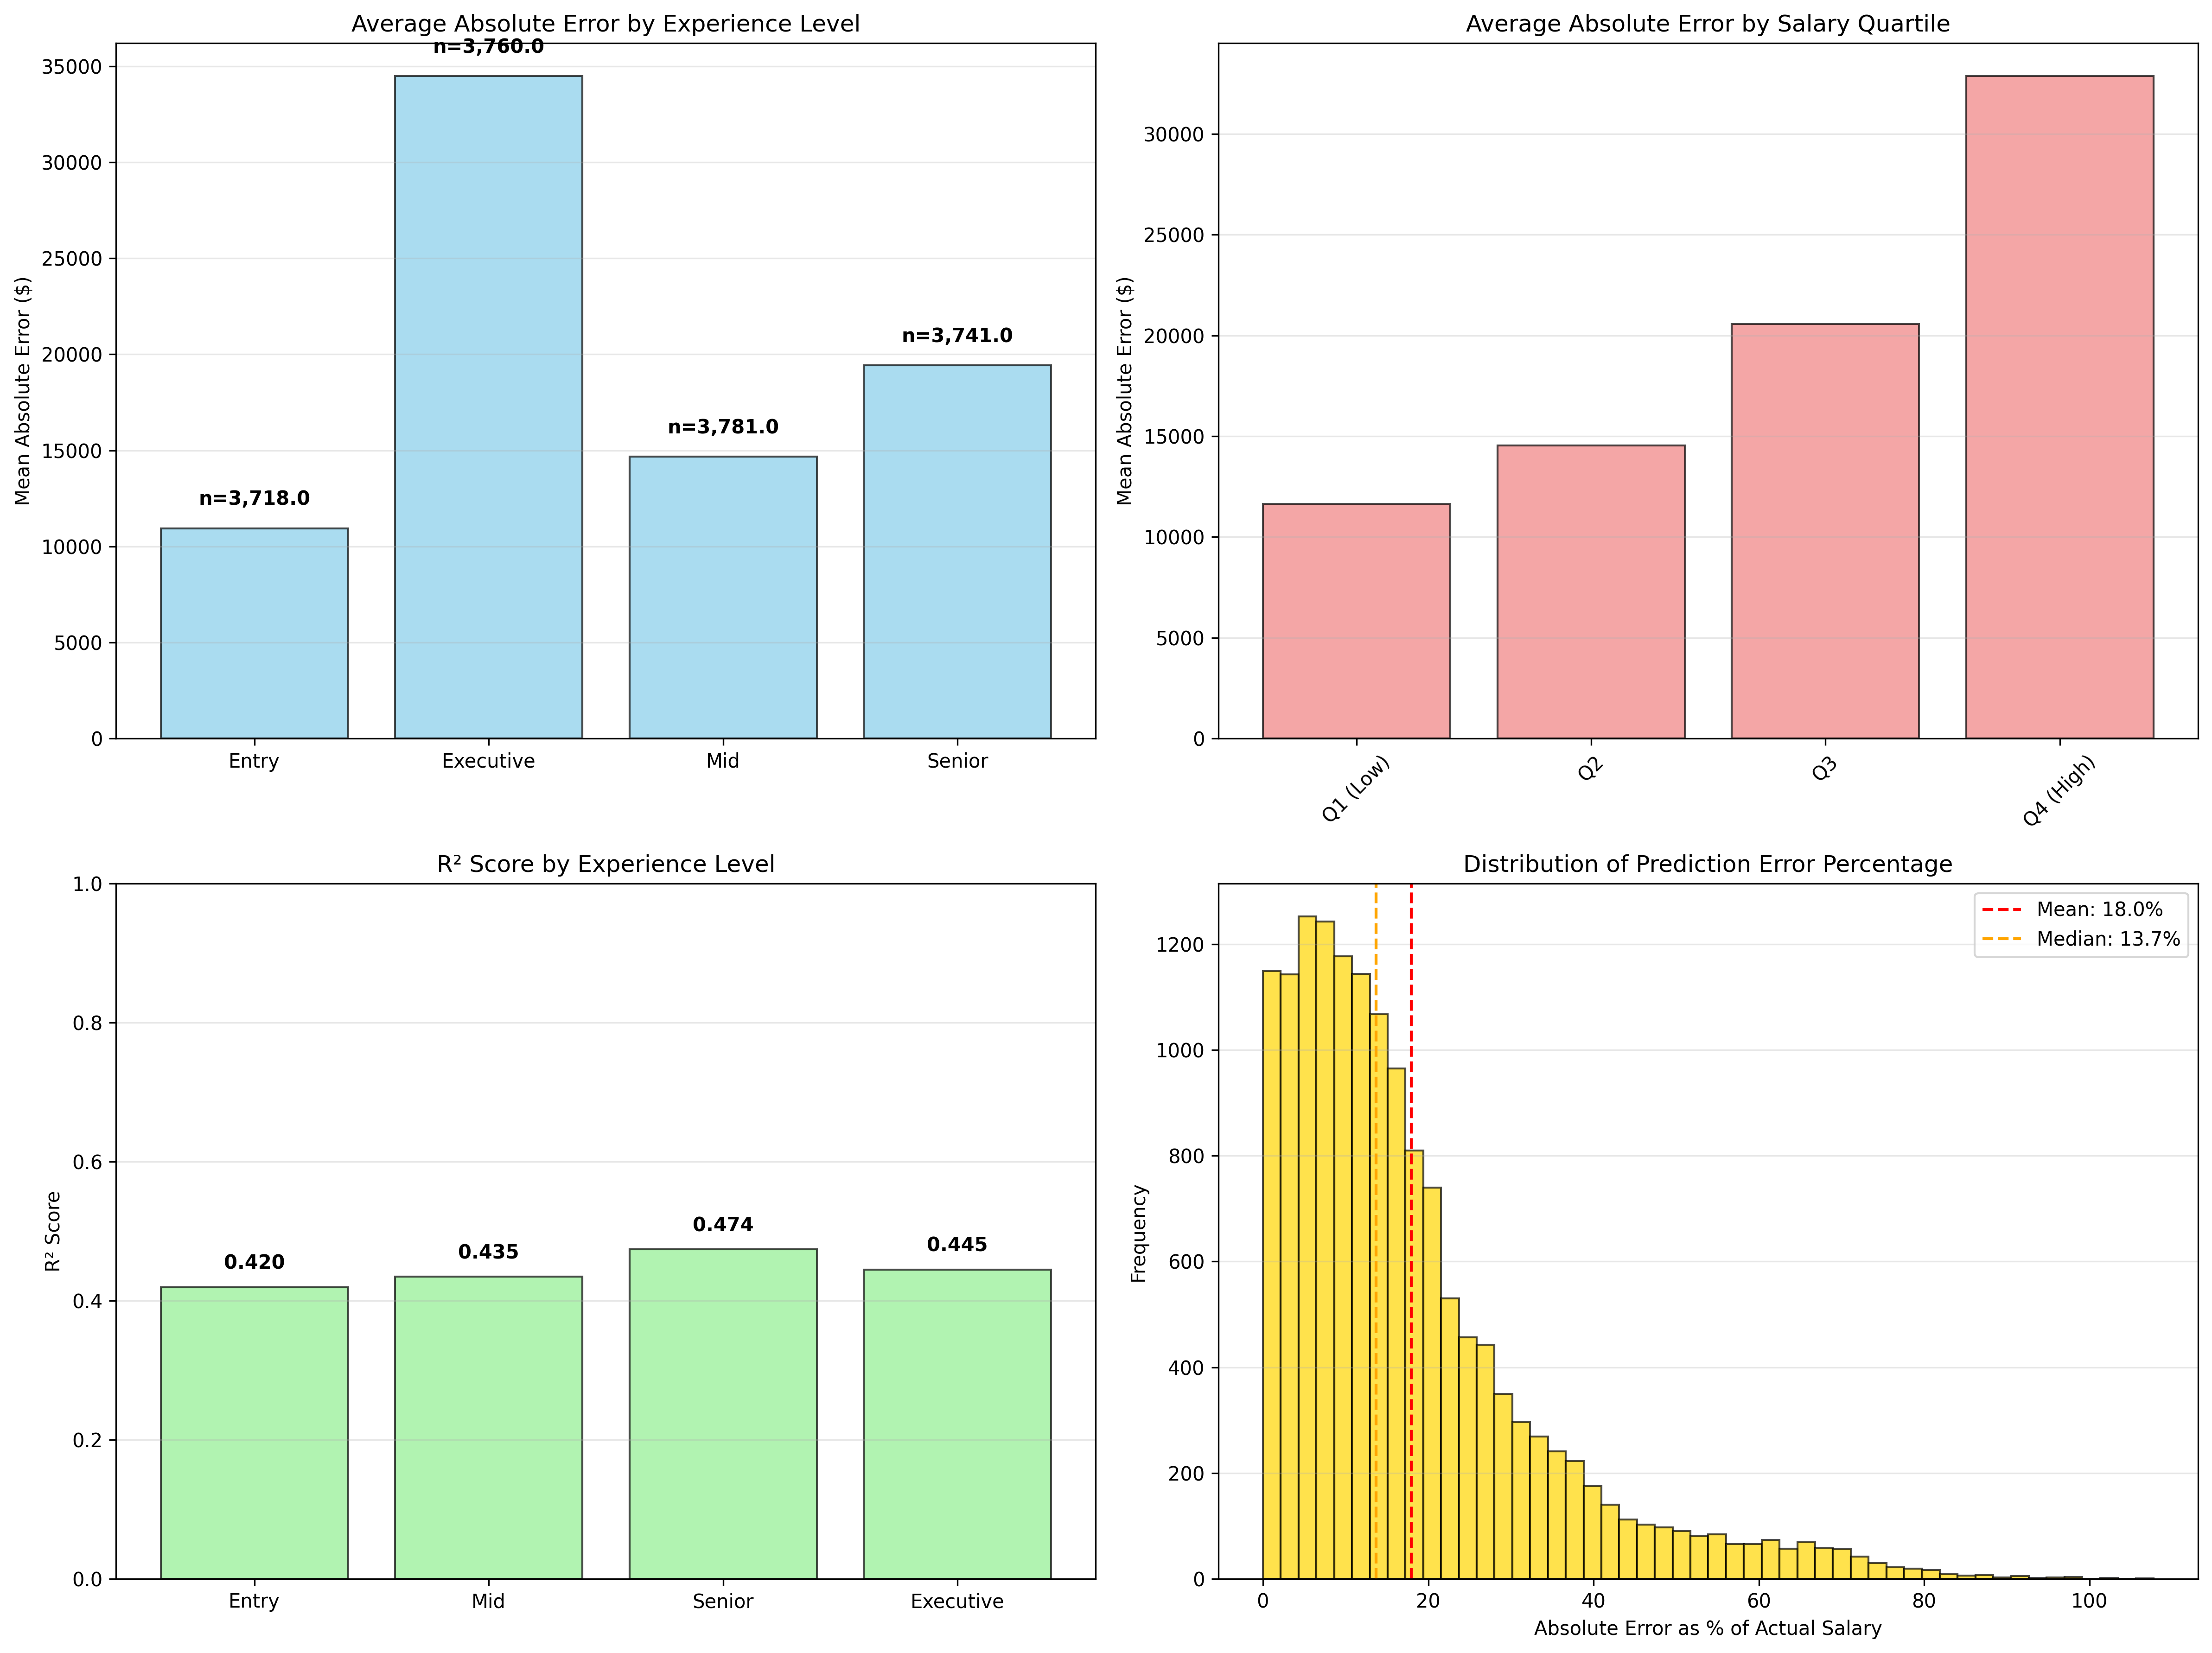 Average Absolute Error by Experience Level
Mean Absolute Error ($)
35000
30000
25000
20000
15000
10000
5000
0
n=3,718.0
n=3,760.0
n=3,781.0
n=3,741.0
Entry
Executive
Mid
Senior
Average Absolute Error by Salary Quartile
Mean Absolute Error ($)
30000
25000
20000
15000
10000
5000
0
Q1 (Low)
Q2
Q3
Q4 (High)
R² Score by Experience Level
R² Score
1.0
0.8
0.6
0.4
0.2
0.0
0.420
0.435
0.474
0.445
Entry
Mid
Senior
Executive
Distribution of Prediction Error Percentage
Mean: 18.0%
Median: 13.7%
Frequency
1200
1000
800
600
400
200
0
0
20
40
60
80
100
Absolute Error as % of Actual Salary